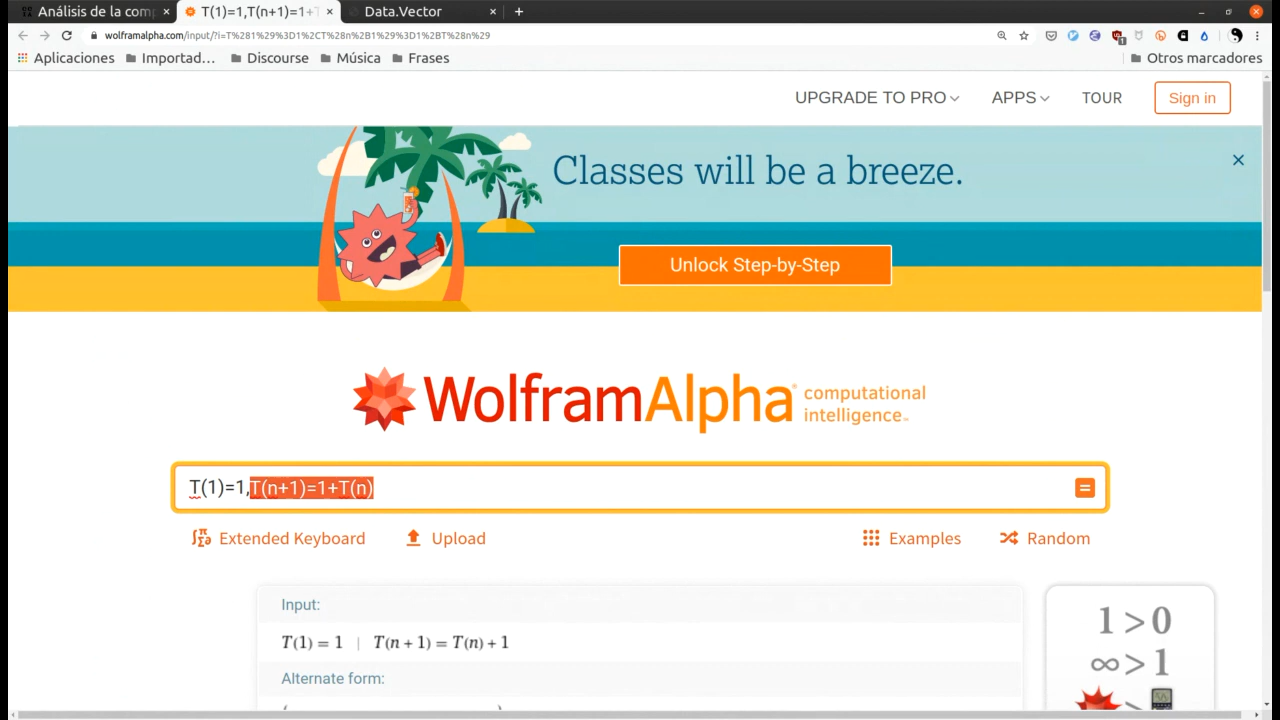 Análisis de la com
T(1)=1,T(n+1)=1+T
Data.Vector
wolframalpha.com/input/?i=T%281%29%3D1%2CT%28n%2B1%29%3D1%2BT%28n%29
Aplicaciones Importad… Discourse Música Frases Otros marcadores
UPGRADE TO PRO APPS TOUR Sign in
Classes will be a breeze.
Unlock Step-by-Step
WolframAlpha computational
intelligence™
T(1)=1,T(n+1)=1+T(n)
Extended Keyboard Upload Examples Random
Input:
T(1) = 1 | T(n + 1) = T(n) + 1
Alternate form:
1 > 0
∞ > 1
>